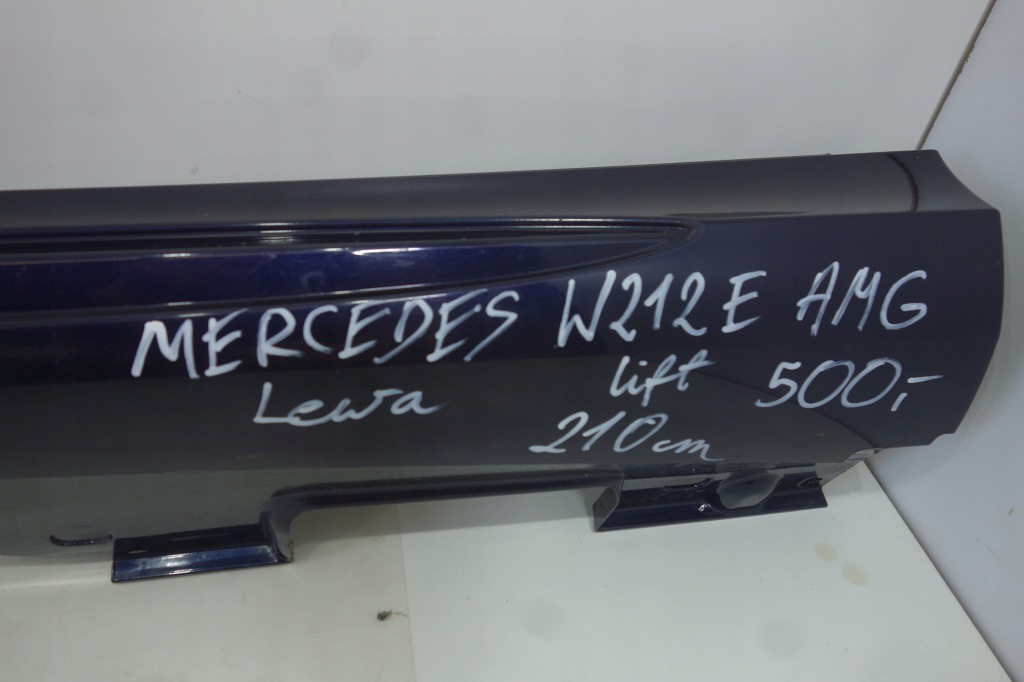 MERCEDES W212E AMG
Lewa lift 500,-
210cm